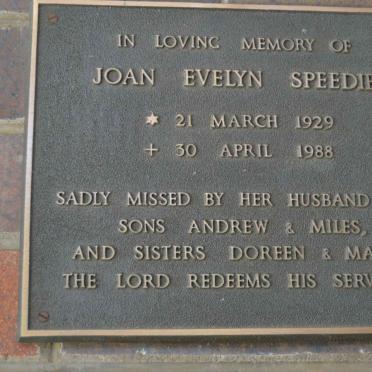 IN LOVING MEMORY OF
JOAN EVELYN SPEEDIE
21 MARCH 1929
+ 30 APRIL 1988
SADLY MISSED BY HER HUSBAND
SONS ANDREW & MILES,
AND SISTERS DOREEN &
THE LORD REDEEMS HIS